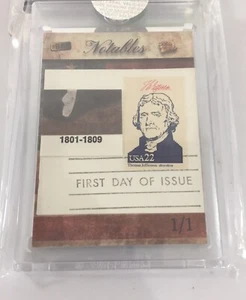 Notables
1801-1809
USA22
FIRST DAY OF ISSUE
1/1